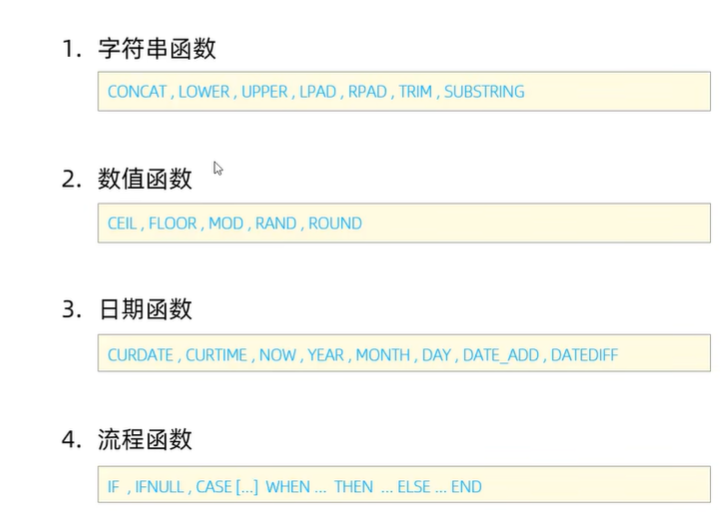 1. 字符串函数
CONCAT , LOWER , UPPER , LPAD , RPAD , TRIM , SUBSTRING
2. 数值函数
CEIL , FLOOR , MOD , RAND , ROUND
3. 日期函数
CURDATE , CURTIME , NOW , YEAR , MONTH , DAY , DATE_ADD , DATEDIFF
4. 流程函数
IF , IFNULL , CASE [...] WHEN ... THEN ... ELSE ... END